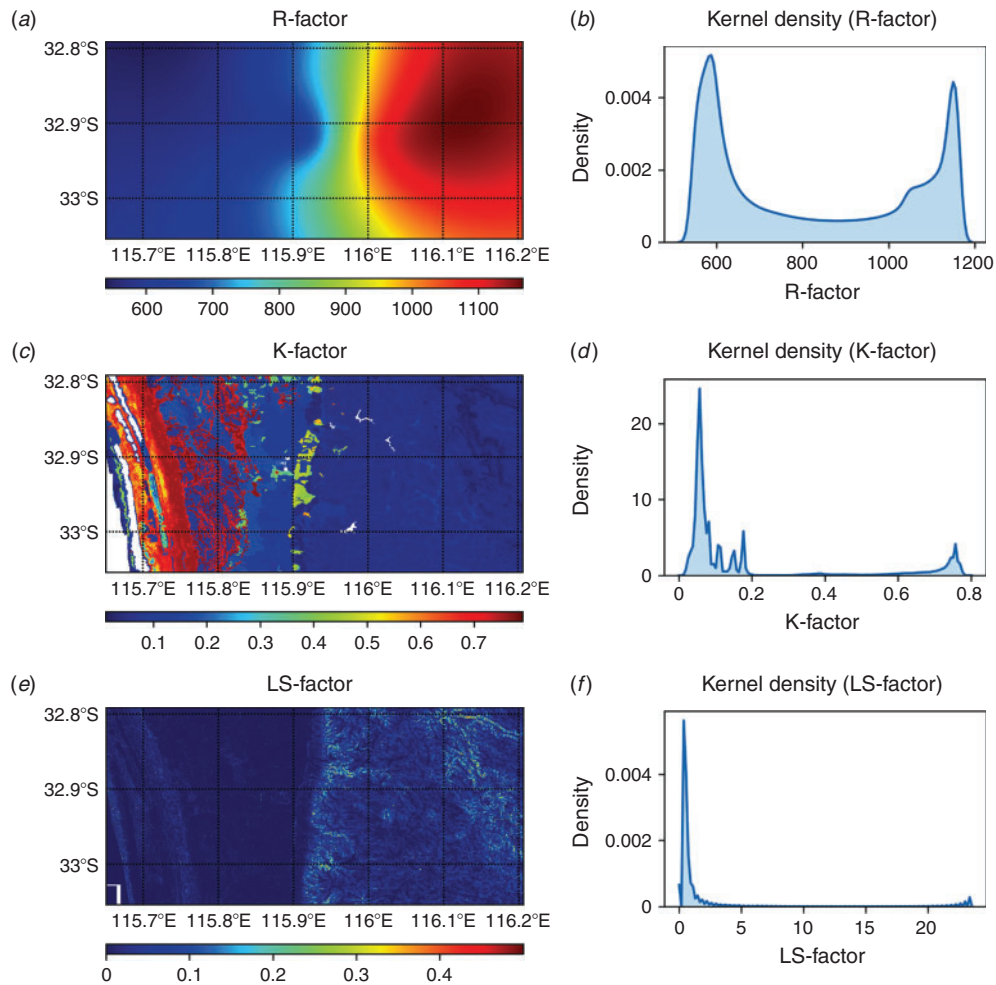 (a)
R-factor
32.8°S
32.9°S
33°S
115.7°E 115.8°E 115.9°E 116°E 116.1°E 116.2°E
600 700 800 900 1000 1100
(b)
Kernel density (R-factor)
Density
0.004
0.002
0
600 800 1000 1200
R-factor
(c)
K-factor
32.8°S
32.9°S
33°S
115.7°E 115.8°E 115.9°E 116°E 116.1°E 116.2°E
0.1 0.2 0.3 0.4 0.5 0.6 0.7
(d)
Kernel density (K-factor)
Density
20
10
0
0 0.2 0.4 0.6 0.8
K-factor
(e)
LS-factor
32.8°S
32.9°S
33°S
115.7°E 115.8°E 115.9°E 116°E 116.1°E 116.2°E
0 0.1 0.2 0.3 0.4
(f)
Kernel density (LS-factor)
Density
0.004
0.002
0
0 5 10 15 20
LS-factor